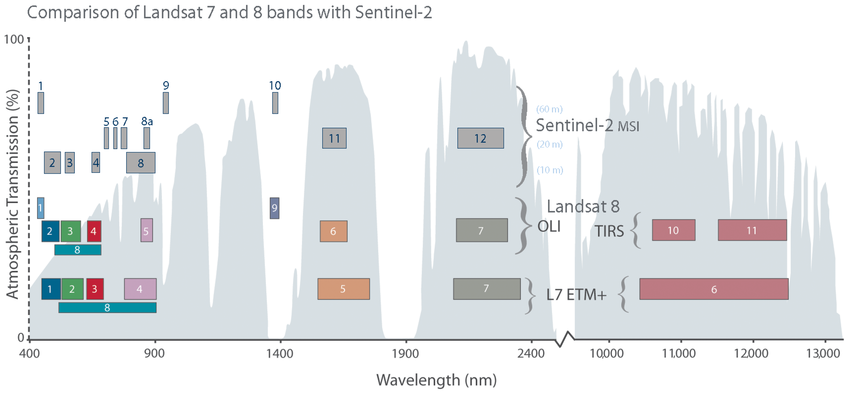 Comparison of Landsat 7 and 8 bands with Sentinel-2
Atmospheric Transmission (%)
100
0
1 9 10
5 6 7 8a
11 12
2 3 4 8
(60 m)
Sentinel-2 MSI
(20 m)
(10 m)
1 9
2 3 4 5 6 7
8
Landsat 8
OLI
TIRS
10 11
1 2 3 4 5 7
8
L7 ETM+
6
400 900 1400 1900 2400 10,000 11,000 12,000 13,000
Wavelength (nm)